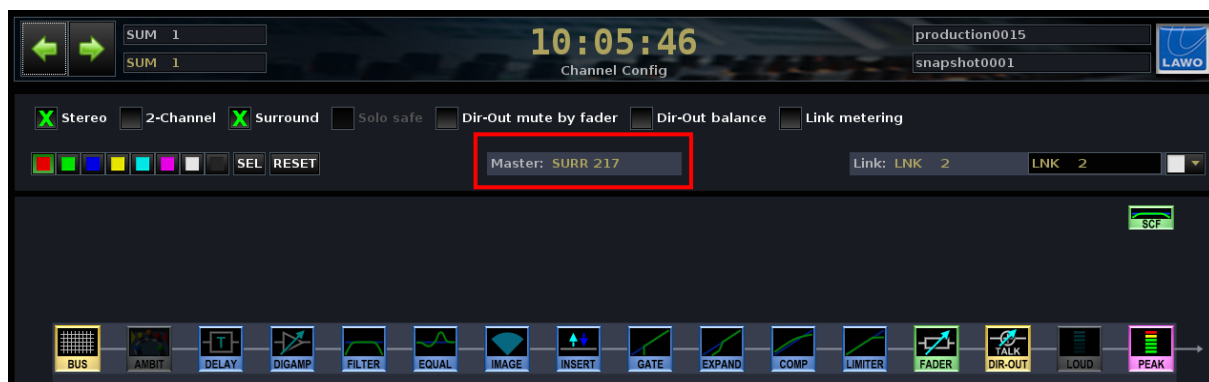 SUM 1
SUM 1
10:05:46
Channel Config
production0015
snapshot0001
LAWO
X Stereo 2-Channel X Surround Solo safe Dir-Out mute by fader Dir-Out balance Link metering
SEL RESET Master: SURR 217 Link: LNK 2 LNK 2
SCF
T TALK
BUS AMBIT DELAY DIGAMP FILTER EQUAL IMAGE INSERT GATE EXPAND COMP LIMITER FADER DIR-OUT LOUD PEAK